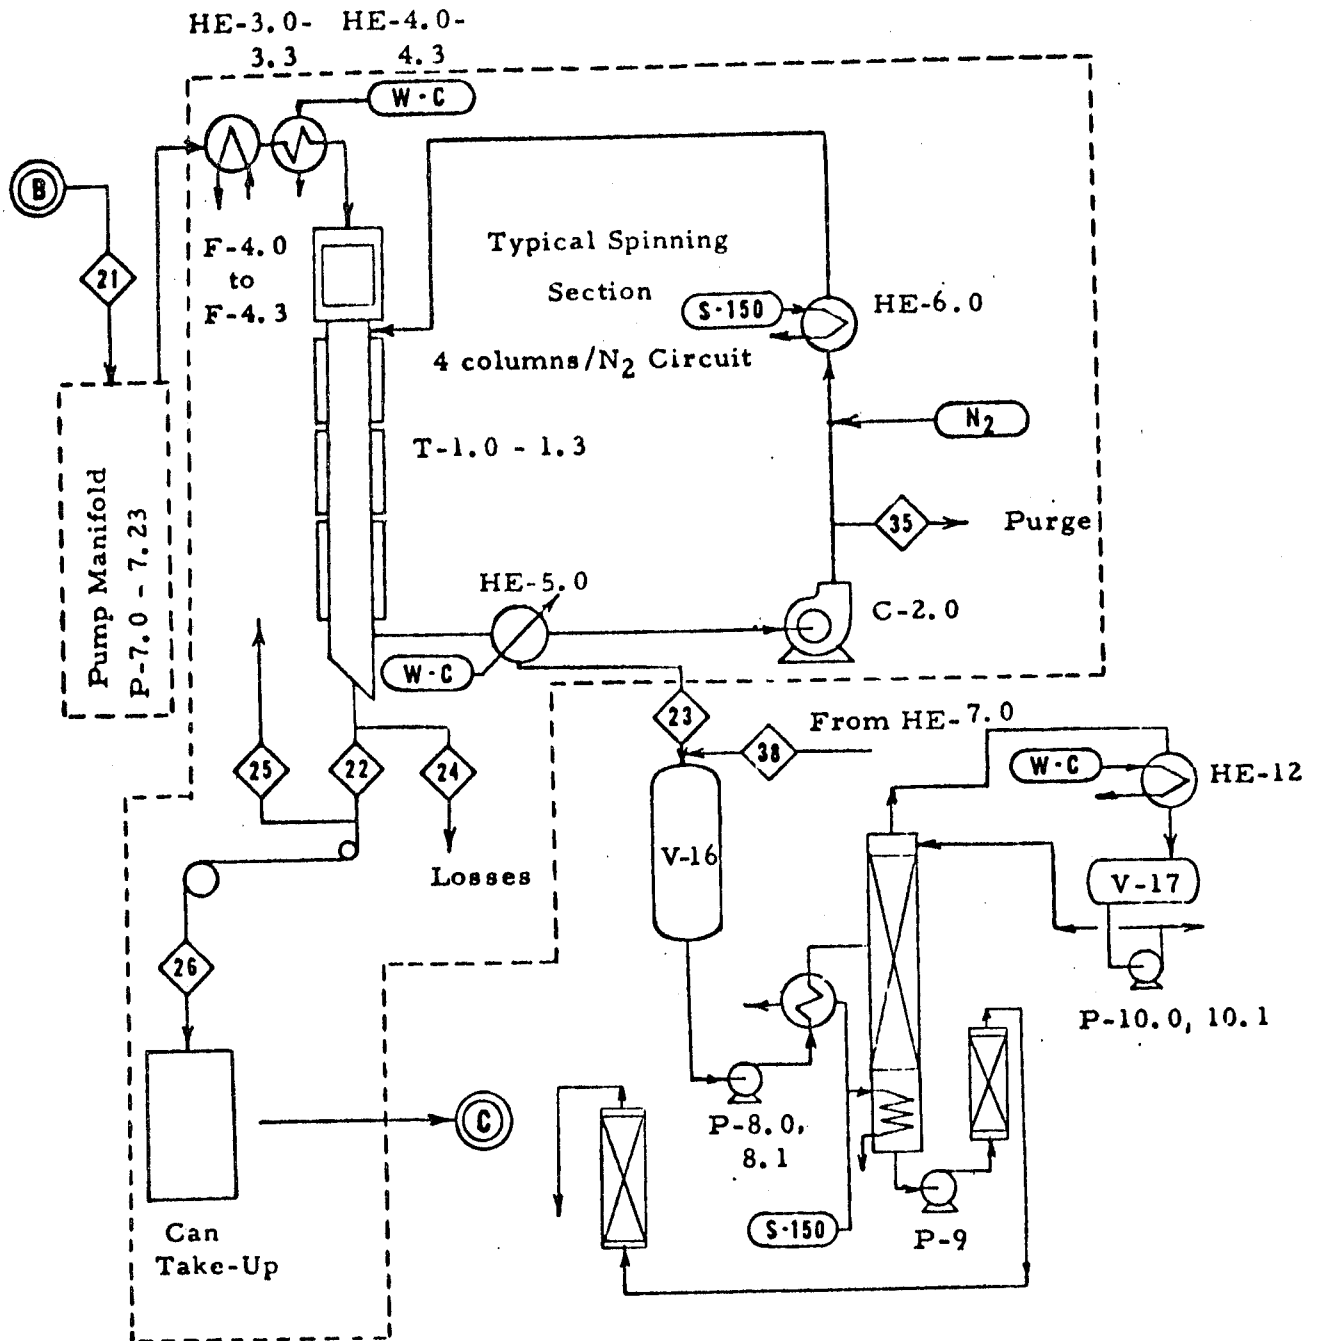 HE-3.0- HE-4.0-
3.3 4.3
W-C
B
21
F-4.0
to
F-4.3
Typical Spinning
Section
S-150
HE-6.0
4 columns/N2 Circuit
N2
T-1.0 - 1.3
35
Purge
Pump Manifold
P-7.0 - 7.23
HE-5.0
C-2.0
W-C
23
From HE-7.0
38
25
22
24
W-C
HE-12
V-16
V-17
Losses
26
P-10.0, 10.1
C
P-8.0,
8.1
S-150
P-9
Can
Take-Up